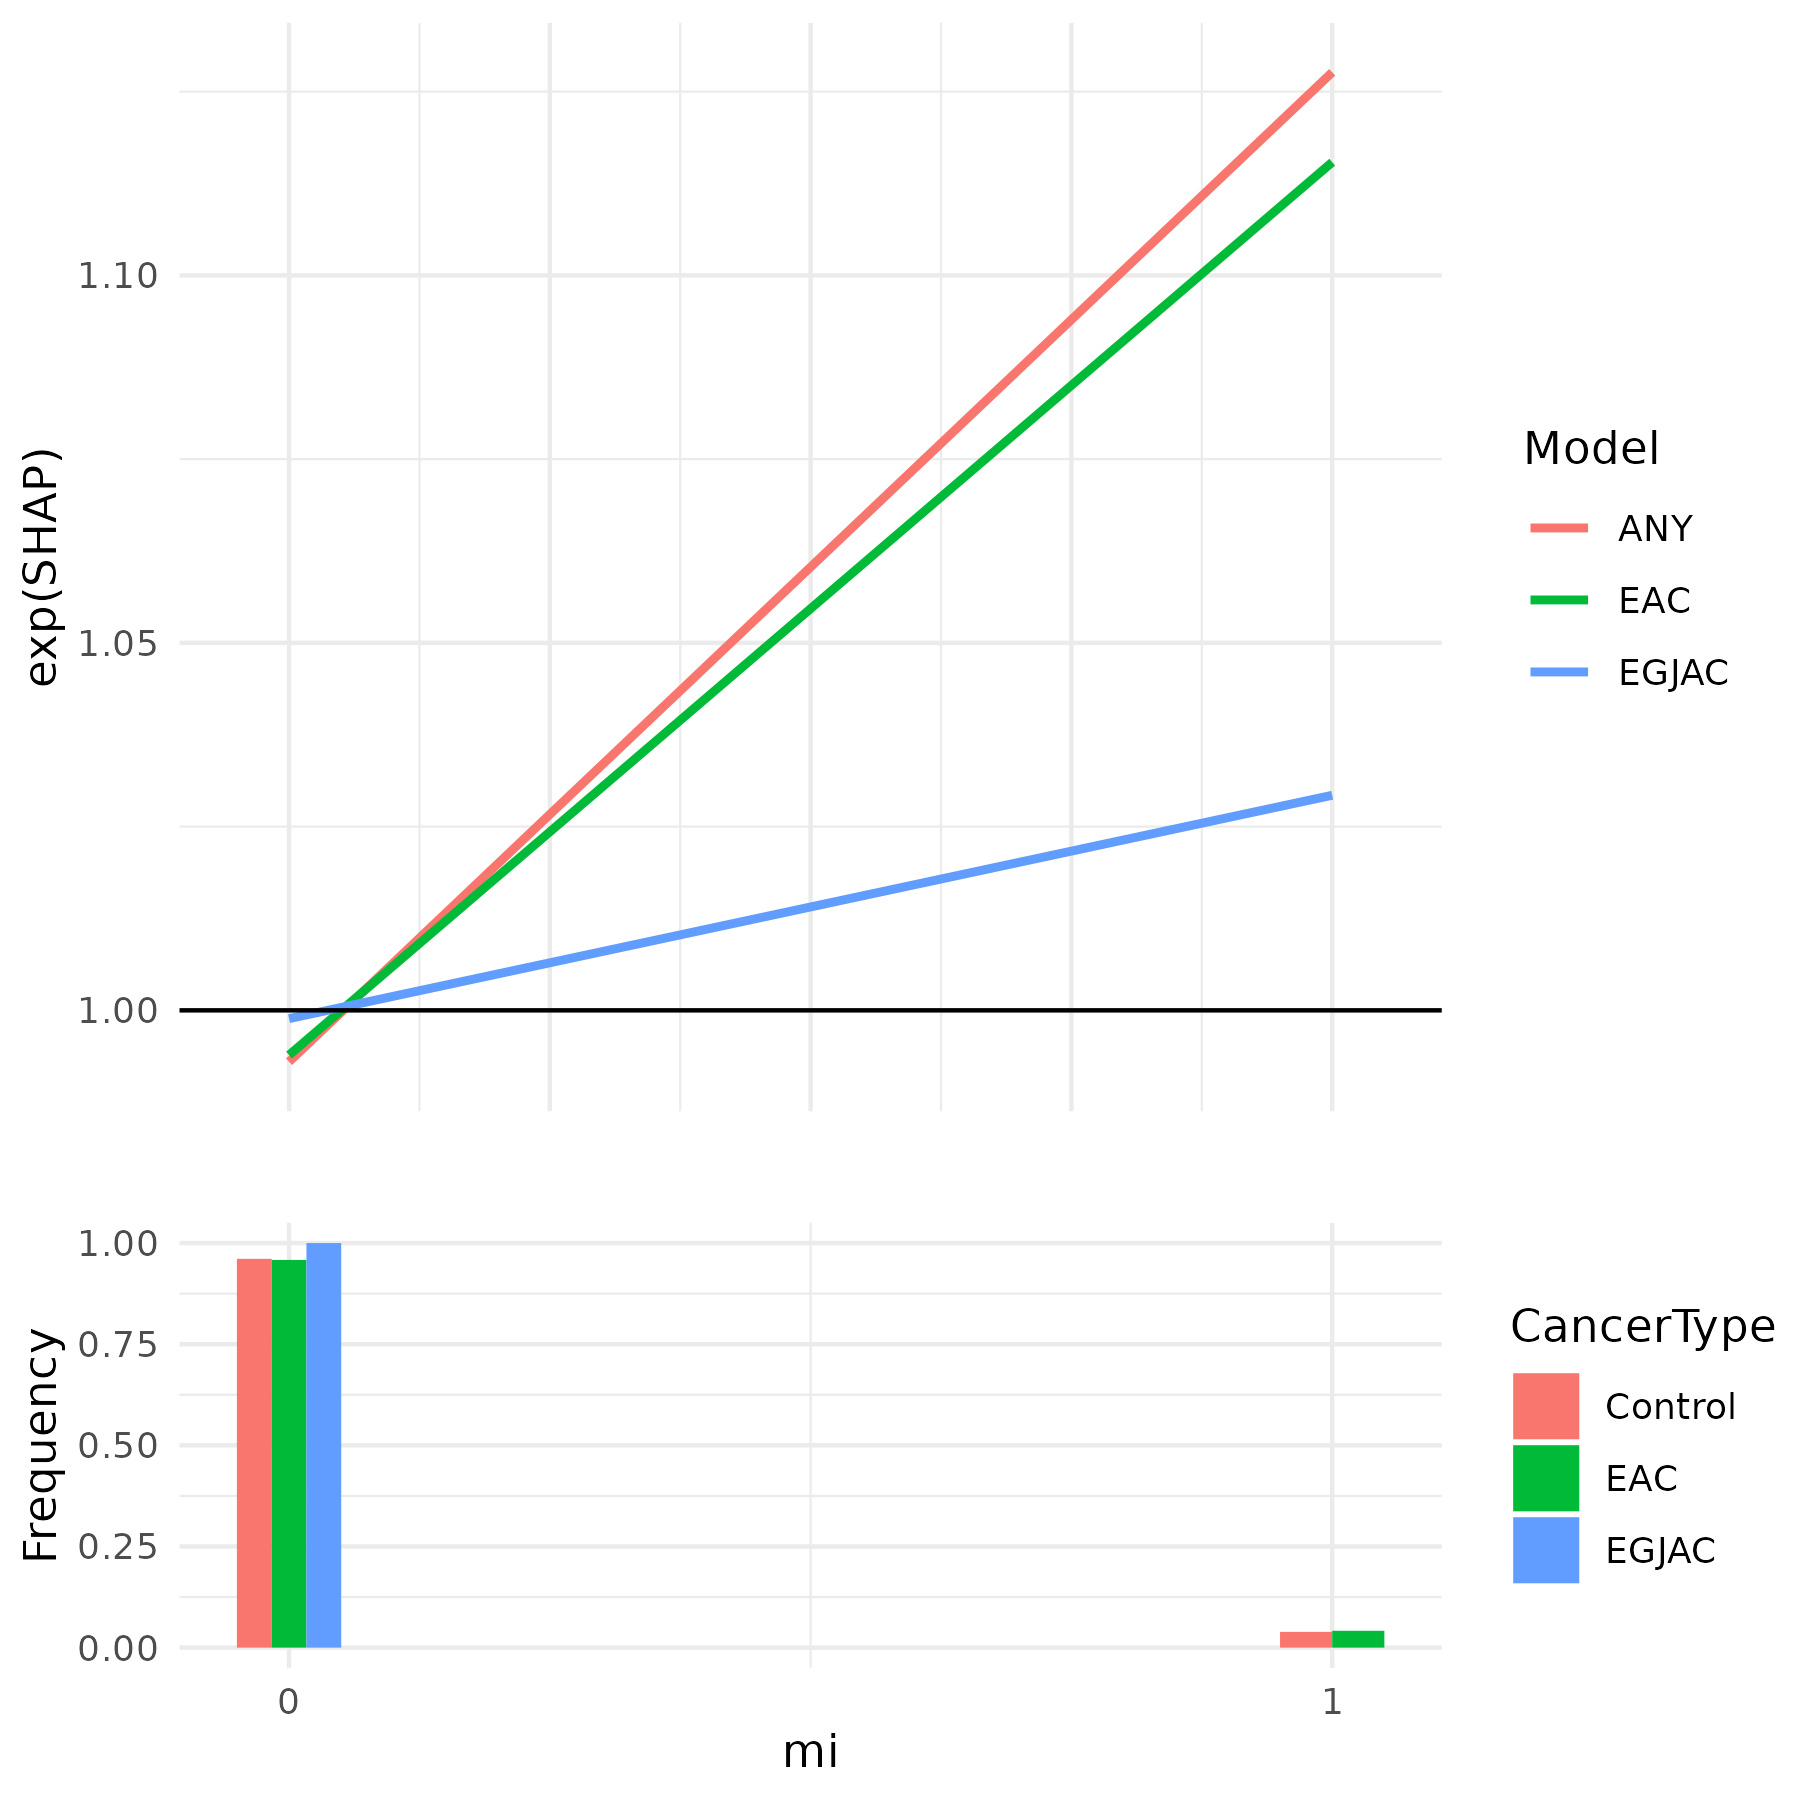 exp(SHAP)
1.10
1.05
1.00
Model
ANY
EAC
EGJAC
Frequency
1.00
0.75
0.50
0.25
0.00
0
1
mi
CancerType
Control
EAC
EGJAC